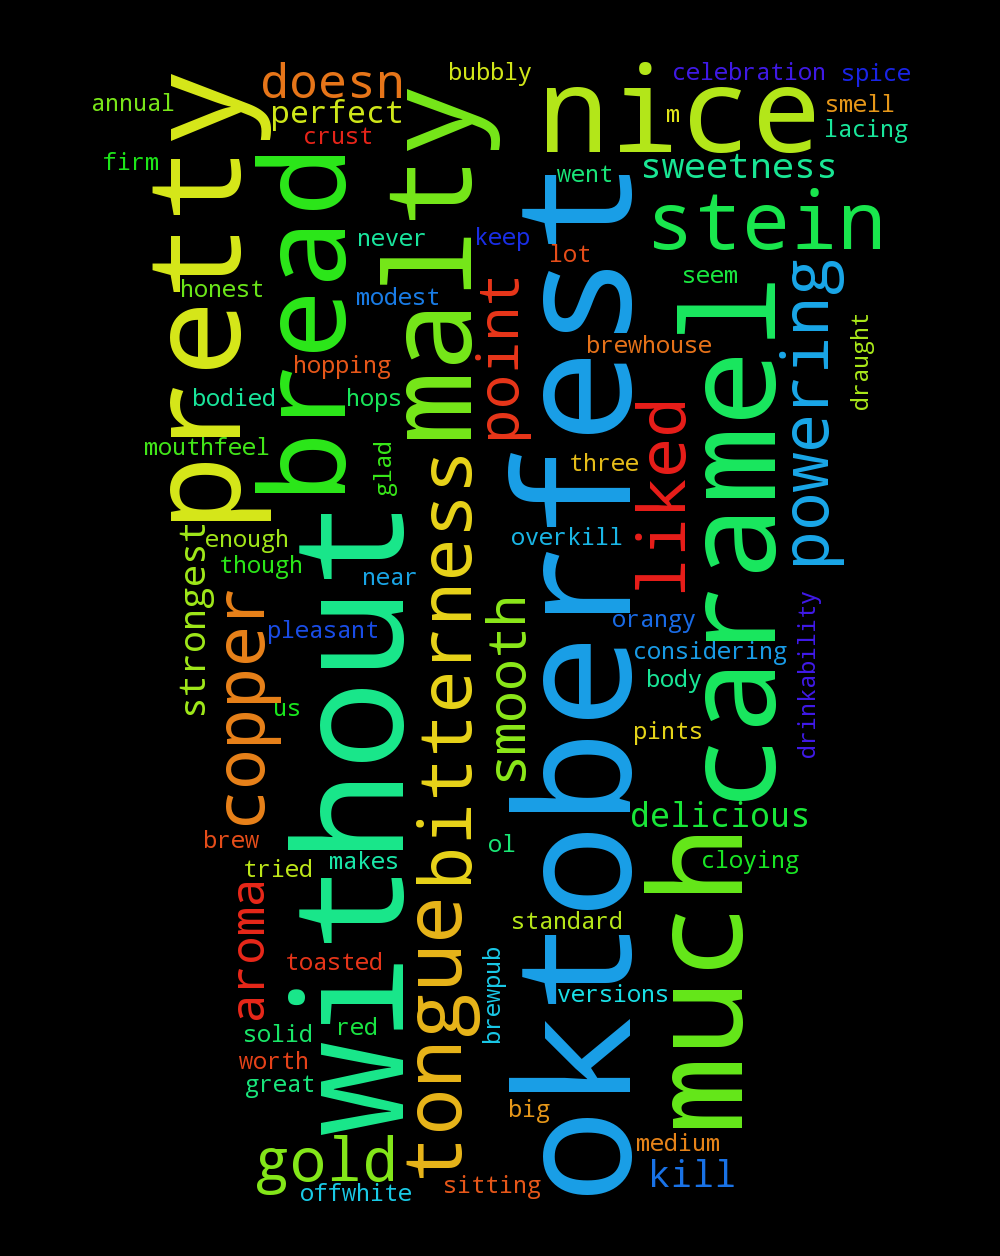 bubbly
celebration
spice
doesn
nice
annual
perfect
m
smell
crust
lacing
pretty
malty
firm
bread
went
sweetness
stein
never
keep
lot
seem
honest
modest
point
oktoberfest
caramel
powering
draught
brewhouse
hopping
bodied
hops
liked
mouthfeel
glad
three
bitterness
overkill
enough
though
near
strongest
without
copper
pleasant
smooth
orangy
considering
body
drinkability
us
pints
delicious
brew
makes
ol
cloying
tried
much
aroma
tongue
standard
toasted
brewpub
versions
solid
red
worth
great
big
medium
gold
kill
offwhite
sitting